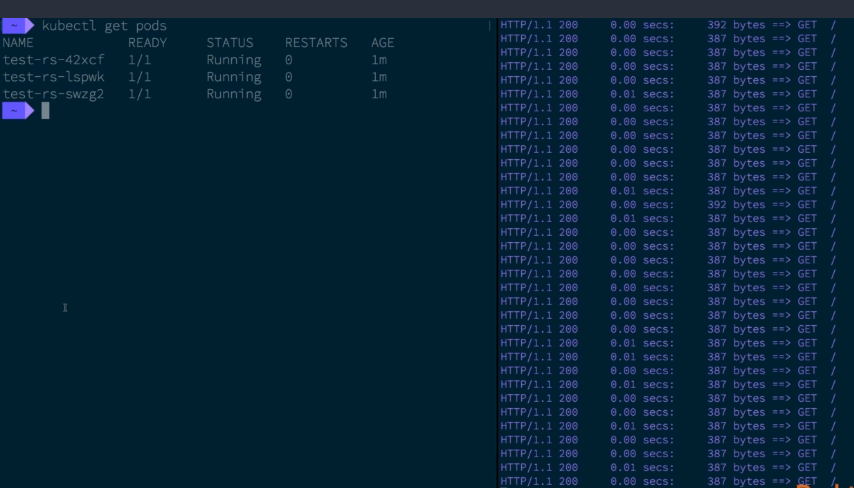 ~ kubectl get pods
NAME READY STATUS RESTARTS AGE
test-rs-42xcf 1/1 Running 0 1m
test-rs-lspwk 1/1 Running 0 1m
test-rs-swzg2 1/1 Running 0 1m
~
HTTP/1.1 200 0.00 secs: 392 bytes ==> GET /
HTTP/1.1 200 0.00 secs: 387 bytes ==> GET /
HTTP/1.1 200 0.00 secs: 387 bytes ==> GET /
HTTP/1.1 200 0.00 secs: 387 bytes ==> GET /
HTTP/1.1 200 0.00 secs: 387 bytes ==> GET /
HTTP/1.1 200 0.01 secs: 387 bytes ==> GET /
HTTP/1.1 200 0.00 secs: 387 bytes ==> GET /
HTTP/1.1 200 0.00 secs: 387 bytes ==> GET /
HTTP/1.1 200 0.00 secs: 387 bytes ==> GET /
HTTP/1.1 200 0.00 secs: 387 bytes ==> GET /
HTTP/1.1 200 0.00 secs: 387 bytes ==> GET /
HTTP/1.1 200 0.00 secs: 387 bytes ==> GET /
HTTP/1.1 200 0.01 secs: 387 bytes ==> GET /
HTTP/1.1 200 0.00 secs: 392 bytes ==> GET /
HTTP/1.1 200 0.01 secs: 387 bytes ==> GET /
HTTP/1.1 200 0.00 secs: 387 bytes ==> GET /
HTTP/1.1 200 0.00 secs: 387 bytes ==> GET /
HTTP/1.1 200 0.00 secs: 387 bytes ==> GET /
HTTP/1.1 200 0.00 secs: 387 bytes ==> GET /
HTTP/1.1 200 0.00 secs: 387 bytes ==> GET /
HTTP/1.1 200 0.00 secs: 387 bytes ==> GET /
HTTP/1.1 200 0.00 secs: 387 bytes ==> GET /
HTTP/1.1 200 0.00 secs: 387 bytes ==> GET /
HTTP/1.1 200 0.01 secs: 387 bytes ==> GET /
HTTP/1.1 200 0.01 secs: 387 bytes ==> GET /
HTTP/1.1 200 0.00 secs: 387 bytes ==> GET /
HTTP/1.1 200 0.01 secs: 387 bytes ==> GET /
HTTP/1.1 200 0.00 secs: 387 bytes ==> GET /
HTTP/1.1 200 0.00 secs: 387 bytes ==> GET /
HTTP/1.1 200 0.01 secs: 387 bytes ==> GET /
HTTP/1.1 200 0.00 secs: 387 bytes ==> GET /
HTTP/1.1 200 0.00 secs: 387 bytes ==> GET /
HTTP/1.1 200 0.01 secs: 387 bytes ==> GET /
HTTP/1.1 200 0.00 secs: 387 bytes ==> GET /